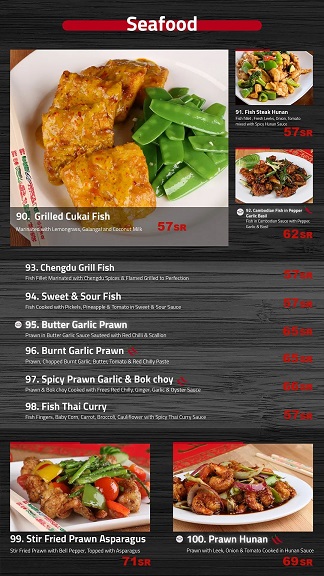 Seafood
90. Grilled Cukai Fish
Marinated with Lemongrass, Galangal and Coconut Milk
57SR
91. Fish Steak Hunan
Fish fillet, Fresh Leeks, Onion, Tomato
mixed with Spicy Hunan Sauce
57SR
92. Cambodian Fish in Pepper
Garlic Basil
Fish in Cambodian Sauce with Pepper,
Garlic & Basil
62SR
93. Chengdu Grill Fish
Fish Fillet Marinated with Chengdu Spices & Flamed Grilled to Perfection
57SR
94. Sweet & Sour Fish
Fish Cooked with Pickels, Pineapple & Tomato in Sweet & Sour Sauce
57SR
95. Butter Garlic Prawn
Prawn in Butter Garlic Sauce Sauteed with Red Chilli & Scallion
SR
96. Burnt Garlic Prawn
Prawn, Chopped Burnt Garlic, Butter, Tomato & Red Chilly Paste
SR
97. Spicy Prawn Garlic & Bok choy
Prawn & Bok choy Cooked with Frees Red Chilly, Ginger, Garlic & Oyster Sauce
SR
98. Fish Thai Curry
Fish Fingers, Baby Corn, Carrot, Broccoli, Cauliflower with Spicy Thai Curry Sauce
57SR
99. Stir Fried Prawn Asparagus
Stir Fried Prawn with Bell Pepper, Topped with Asparagus
71SR
100. Prawn Hunan
Prawn with Leek, Onion & Tomato Cooked in Hunan Sauce
69SR